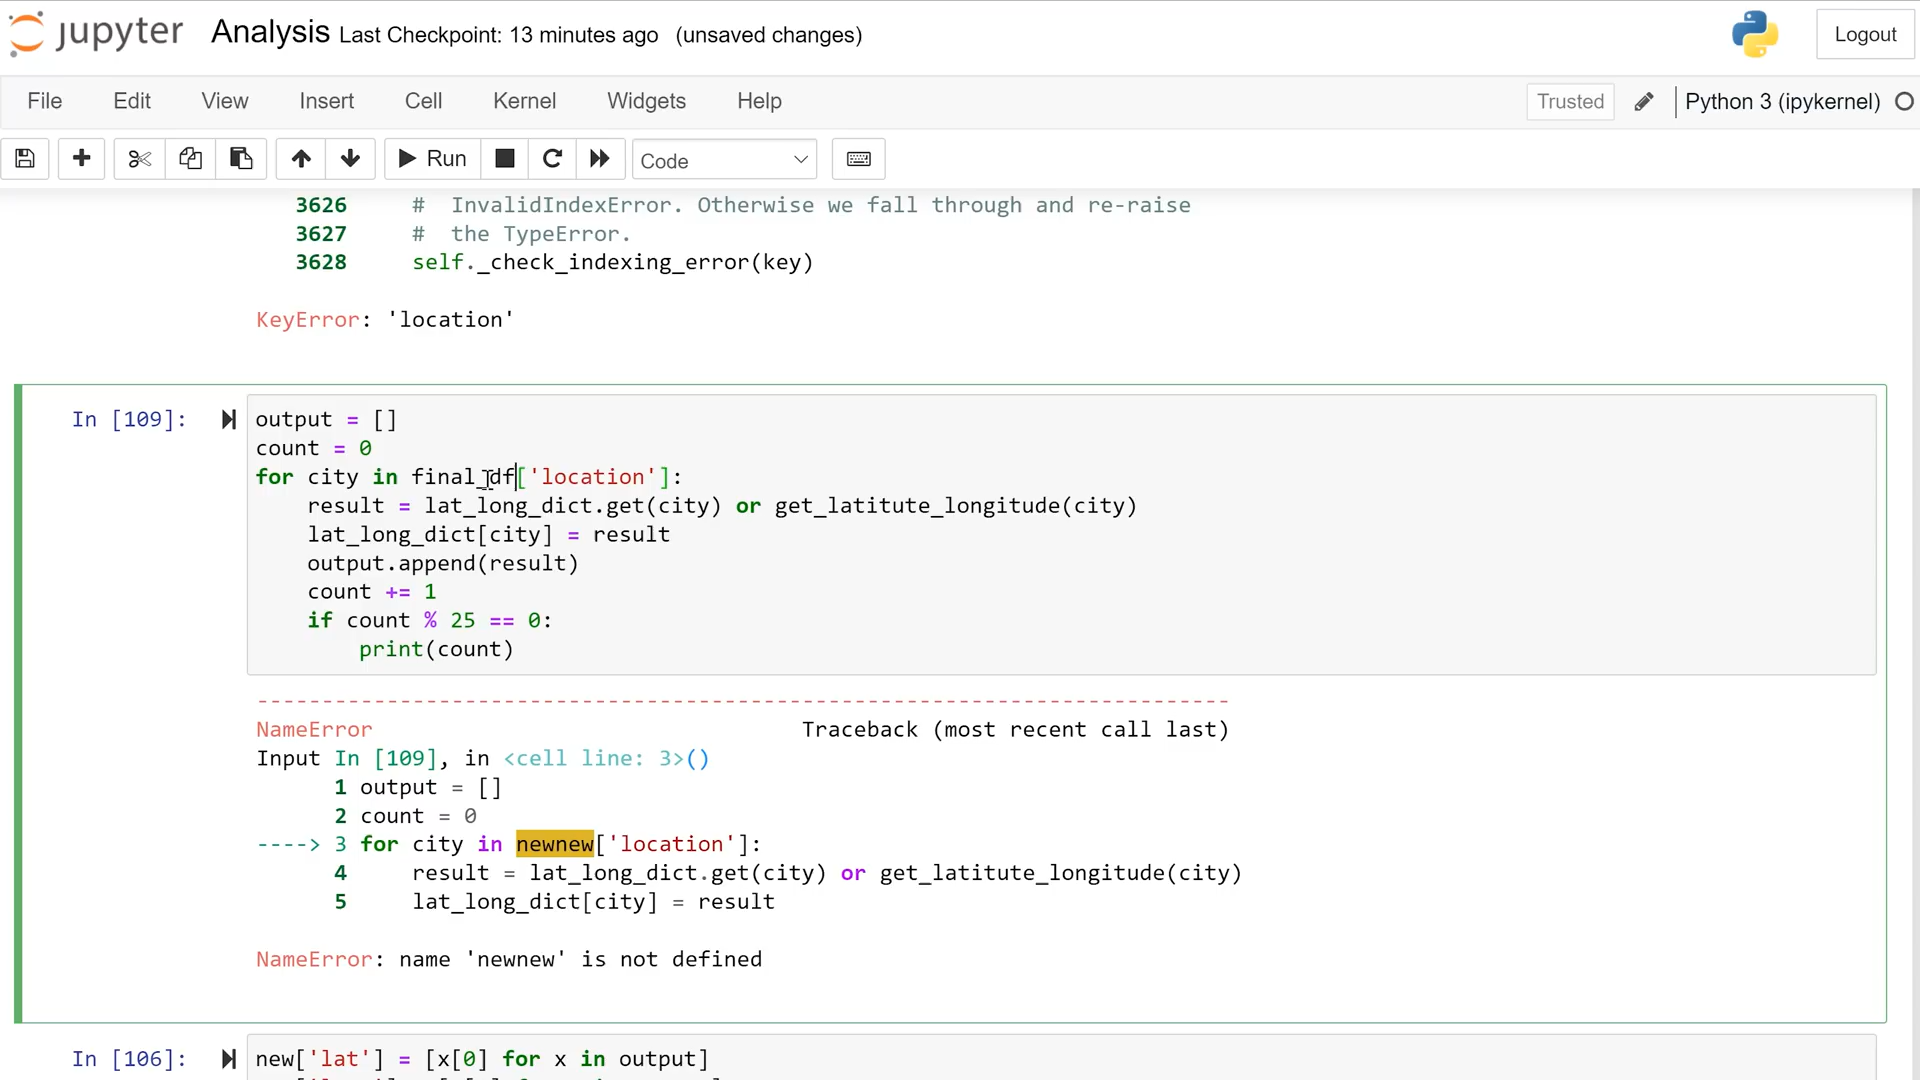 jupyter Analysis Last Checkpoint: 13 minutes ago (unsaved changes) Logout
File Edit View Insert Cell Kernel Widgets Help Trusted Python 3 (ipykernel)
Run Code
3626 # InvalidIndexError. Otherwise we fall through and re-raise
3627 # the TypeError.
3628 self._check_indexing_error(key)
KeyError: 'location'
In [109]: output = []
count = 0
for city in final_df['location']:
result = lat_long_dict.get(city) or get_latitute_longitude(city)
lat_long_dict[city] = result
output.append(result)
count += 1
if count % 25 == 0:
print(count)
---------------------------------------------------------------------------
NameError Traceback (most recent call last)
Input In [109], in <cell line: 3>()
1 output = []
2 count = 0
----> 3 for city in newnew['location']:
4 result = lat_long_dict.get(city) or get_latitute_longitude(city)
5 lat_long_dict[city] = result
NameError: name 'newnew' is not defined
In [106]: new['lat'] = [x[0] for x in output]